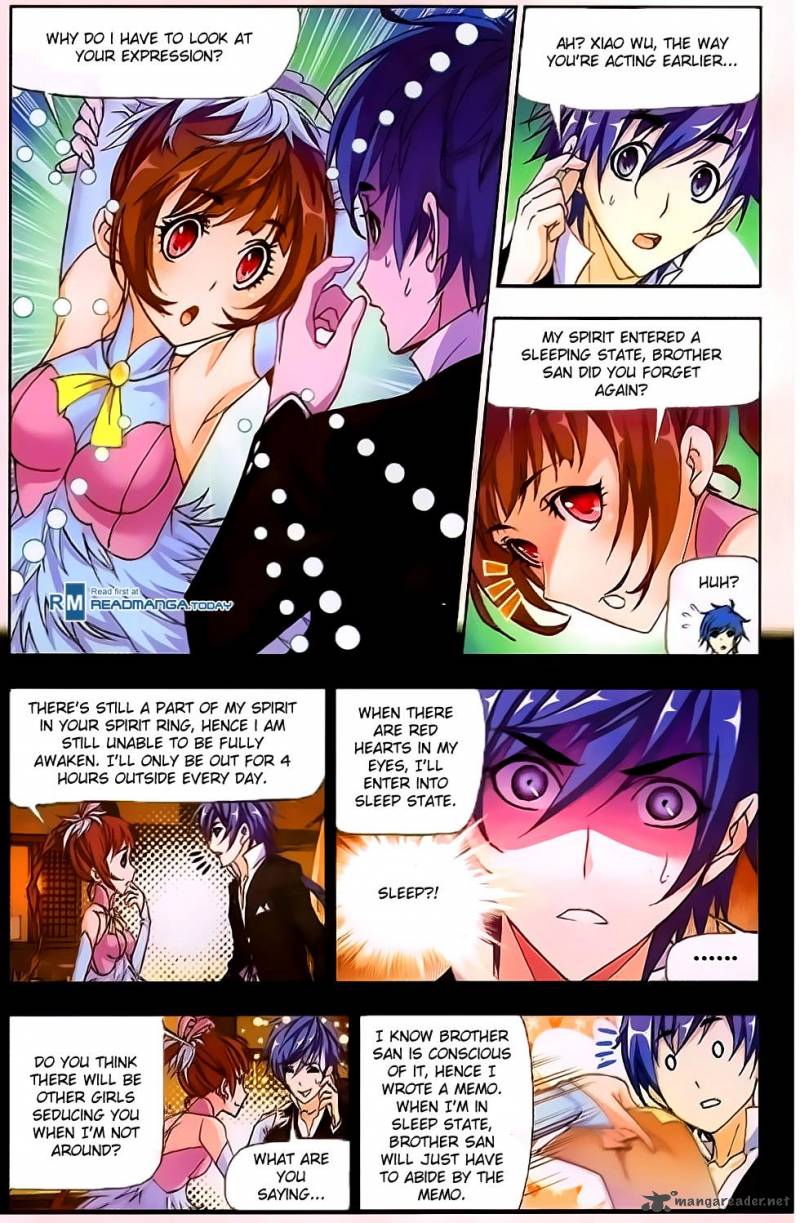 WHY DO I HAVE TO LOOK AT
YOUR EXPRESSION?
AH? XIAO WU, THE WAY
YOU'RE ACTING EARLIER...
MY SPIRIT ENTERED A
SLEEPING STATE, BROTHER
SAN DID YOU FORGET
AGAIN?
HUH?
RM
Read first at
READMANGA.TODAY
THERE'S STILL A PART OF MY SPIRIT
IN YOUR SPIRIT RING, HENCE I AM
STILL UNABLE TO BE FULLY
AWAKEN. I'LL ONLY BE OUT FOR 4
HOURS OUTSIDE EVERY DAY.
WHEN THERE
ARE RED
HEARTS IN MY
EYES, I'LL
ENTER INTO
SLEEP STATE.
SLEEP?!
......
DO YOU THINK
THERE WILL BE
OTHER GIRLS
SEDUCING YOU
WHEN I'M NOT
AROUND?
WHAT ARE
YOU
SAYING...
I KNOW BROTHER
SAN IS CONSCIOUS
OF IT, HENCE I
WROTE A MEMO.
WHEN I'M IN
SLEEP STATE,
BROTHER SAN
WILL JUST HAVE
TO ABIDE BY THE
MEMO.
mangareader.net